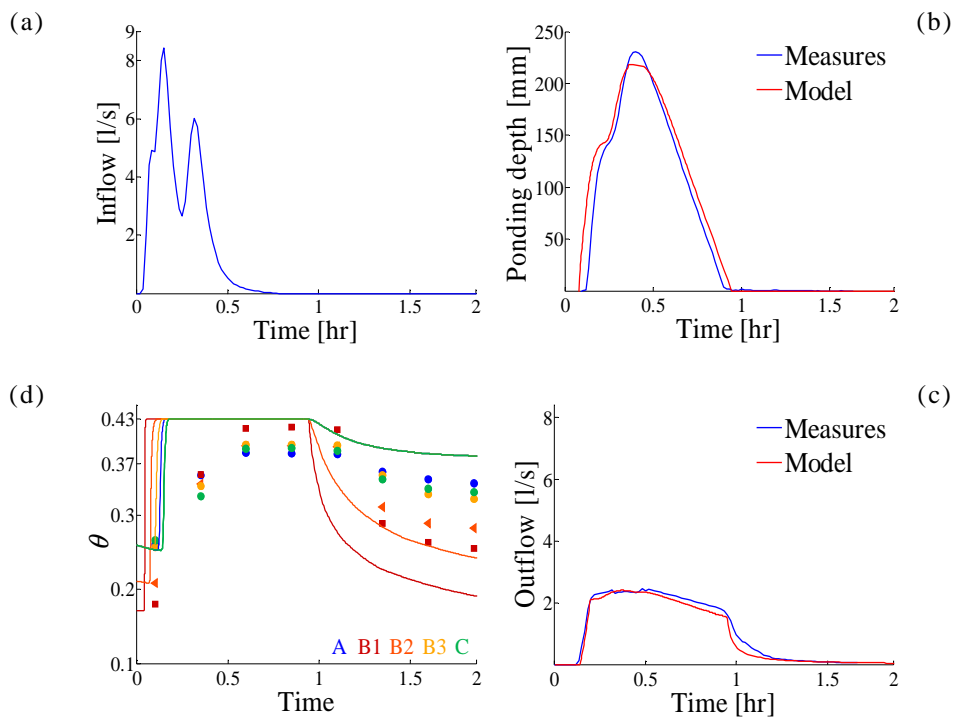 (a)
Inflow [l/s]
9
8
6
4
2
0
0.5
1
1.5
2
Time [hr]
(b)
Ponding depth [mm]
250
200
150
100
50
0
0.5
1
1.5
2
Time [hr]
Measures
Model
(d)
θ
0.43
0.37
0.3
0.2
0.1
0
0.5
1
1.5
2
Time
A B1 B2 B3 C
(c)
Outflow [l/s]
8
6
4
2
0
0.5
1
1.5
2
Time [hr]
Measures
Model